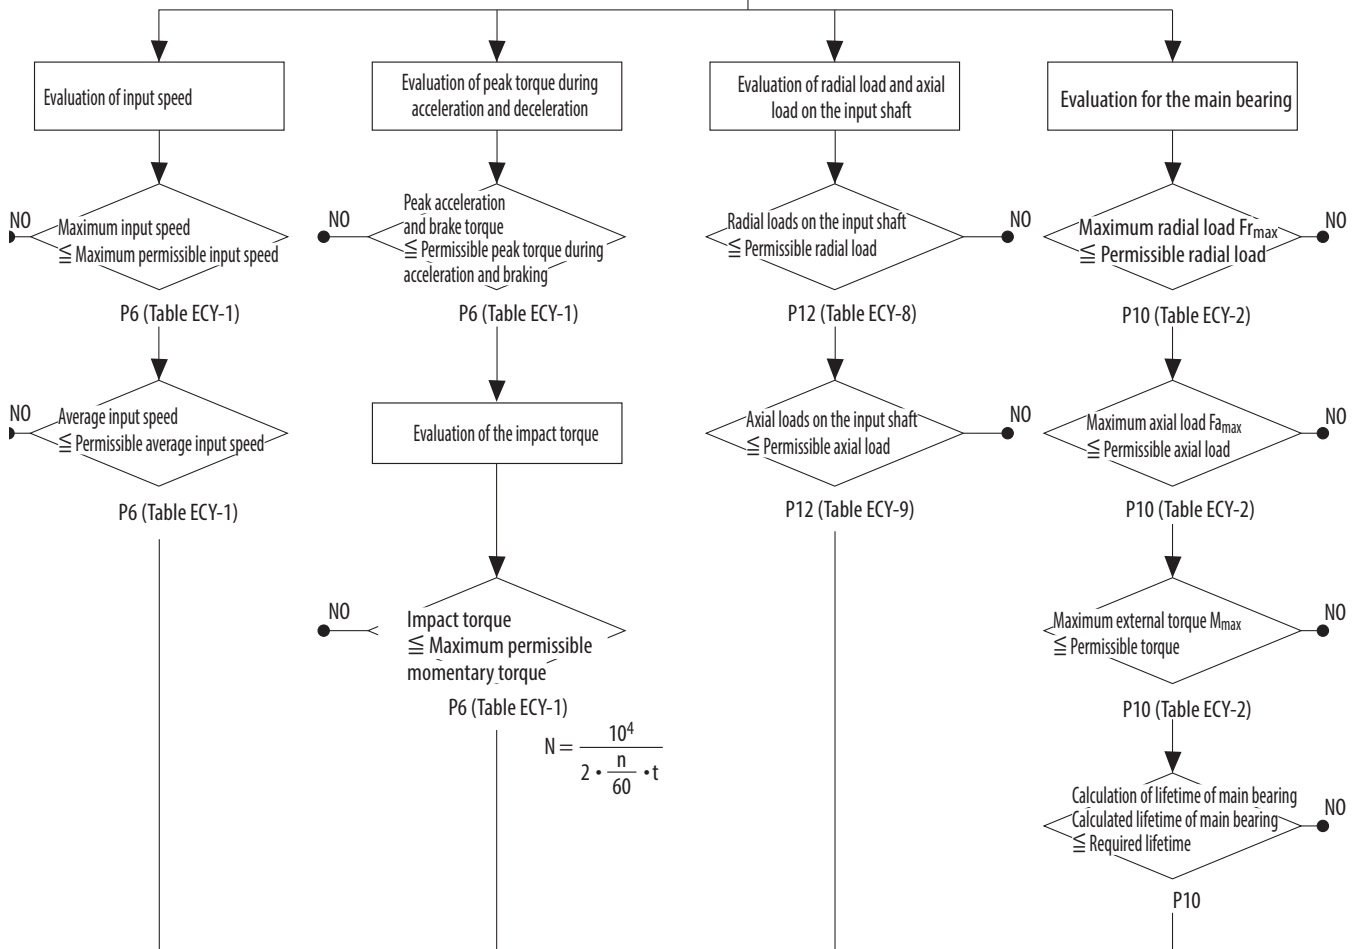 Evaluation of input speed
NO
Maximum input speed
≦ Maximum permissible input speed
P6 (Table ECY-1)
NO
Average input speed
≦ Permissible average input speed
P6 (Table ECY-1)
Evaluation of peak torque during
acceleration and deceleration
NO
Peak acceleration
and brake torque
≦ Permissible peak torque during
acceleration and braking
P6 (Table ECY-1)
Evaluation of the impact torque
NO
Impact torque
≦ Maximum permissible
momentary torque
P6 (Table ECY-1)
N = 10⁴ / (2 • n/60 • t)
Evaluation of radial load and axial
load on the input shaft
Radial loads on the input shaft
≦ Permissible radial load
NO
P12 (Table ECY-8)
Axial loads on the input shaft
≦ Permissible axial load
NO
P12 (Table ECY-9)
Evaluation for the main bearing
Maximum radial load Frmax
≦ Permissible radial load
NO
P10 (Table ECY-2)
Maximum axial load Famax
≦ Permissible axial load
NO
P10 (Table ECY-2)
Maximum external torque Mmax
≦ Permissible torque
NO
P10 (Table ECY-2)
Calculation of lifetime of main bearing
Calculated lifetime of main bearing
≦ Required lifetime
NO
P10